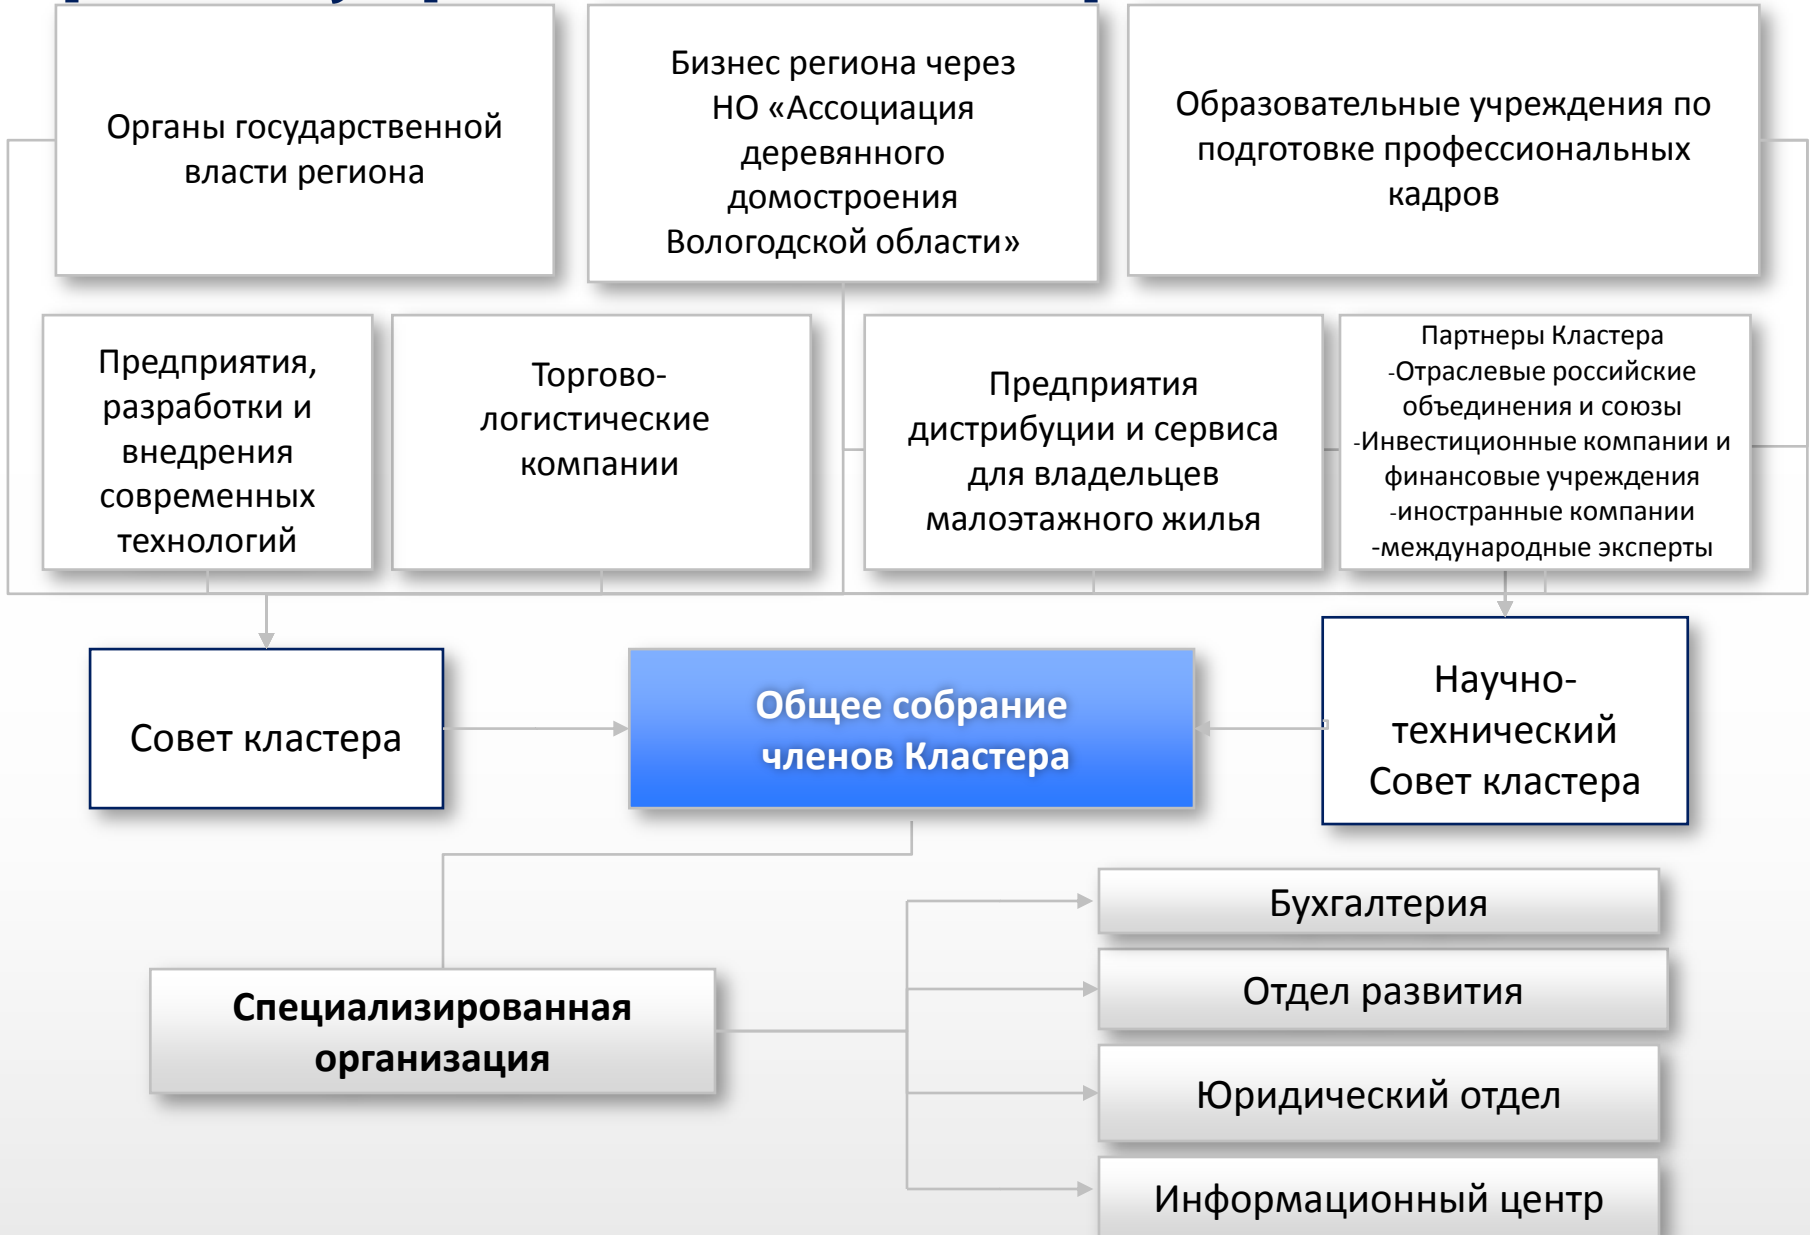 Органы государственной
власти региона
Бизнес региона через
НО «Ассоциация
деревянного
домостроения
Вологодской области»
Образовательные учреждения по
подготовке профессиональных
кадров
Предприятия,
разработки и
внедрения
современных
технологий
Торгово-
логистические
компании
Предприятия
дистрибуции и сервиса
для владельцев
малоэтажного жилья
Партнеры Кластера
-Отраслевые российские
объединения и союзы
-Инвестиционные компании и
финансовые учреждения
-иностранные компании
-международные эксперты
Совет кластера
Общее собрание
членов Кластера
Научно-
технический
Совет кластера
Специализированная
организация
Бухгалтерия
Отдел развития
Юридический отдел
Информационный центр